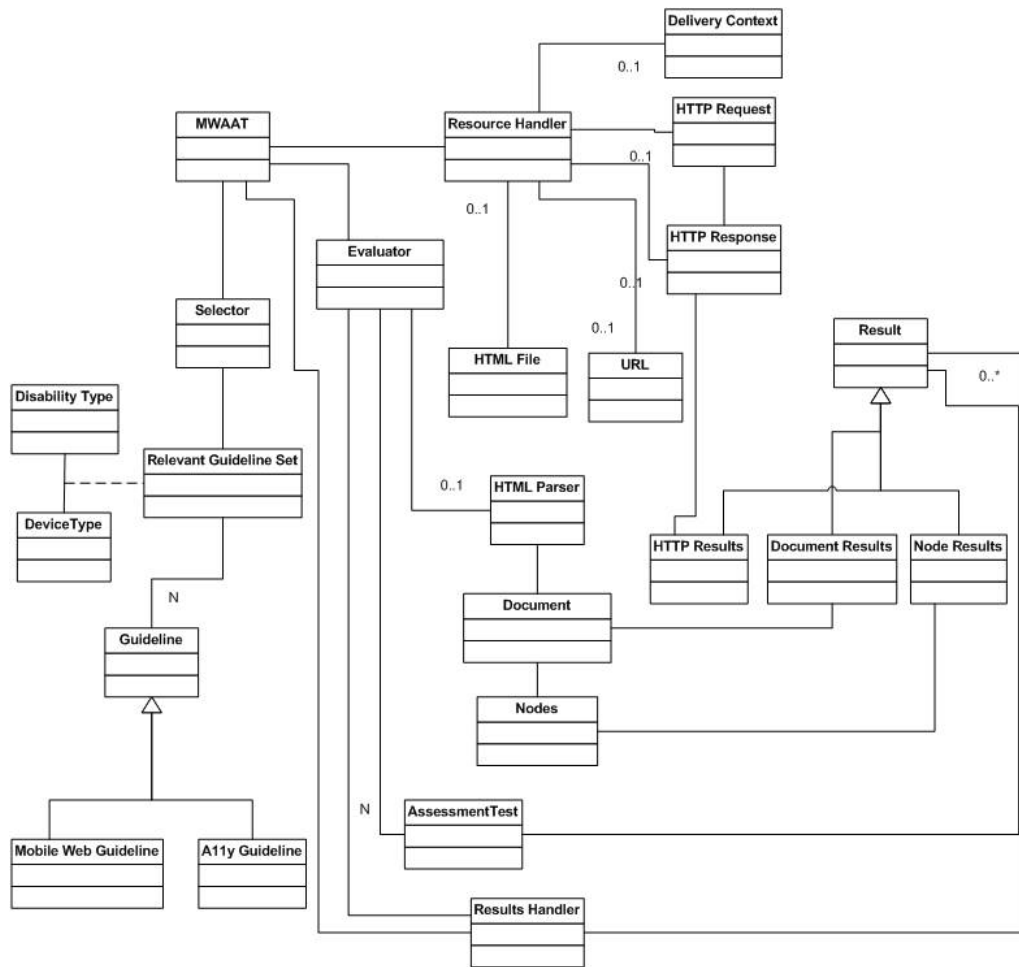 Delivery Context
0..1
HTTP Request
MWAAT
Resource Handler
0..1
0..1
HTTP Response
Evaluator
0..1
Selector
0..1
Result
HTML File
URL
0..*
Disability Type
Relevant Guideline Set
HTML Parser
0..1
DeviceType
HTTP Results
Document Results
Node Results
N
Document
Guideline
Nodes
N
AssessmentTest
Mobile Web Guideline
A11y Guideline
Results Handler